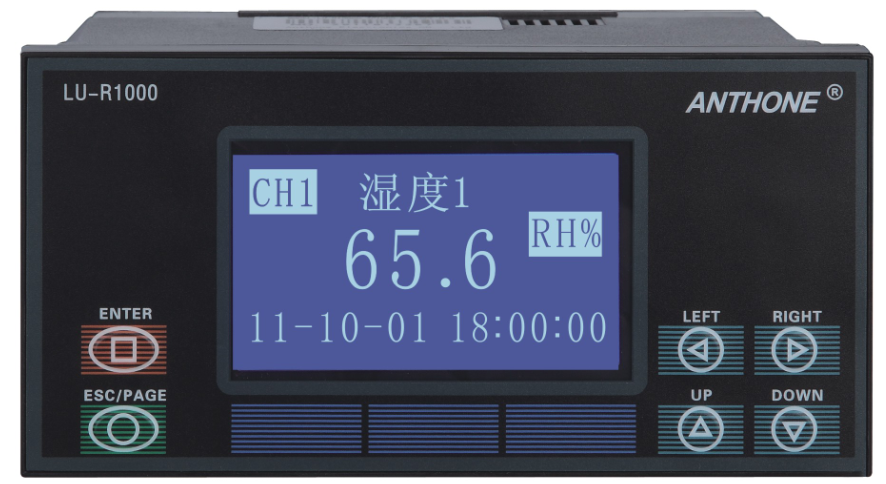 LU-R1000
ANTHONE ®
CH1 湿度1
65.6 RH%
11-10-01 18:00:00
ENTER
LEFT RIGHT
ESC/PAGE
UP DOWN